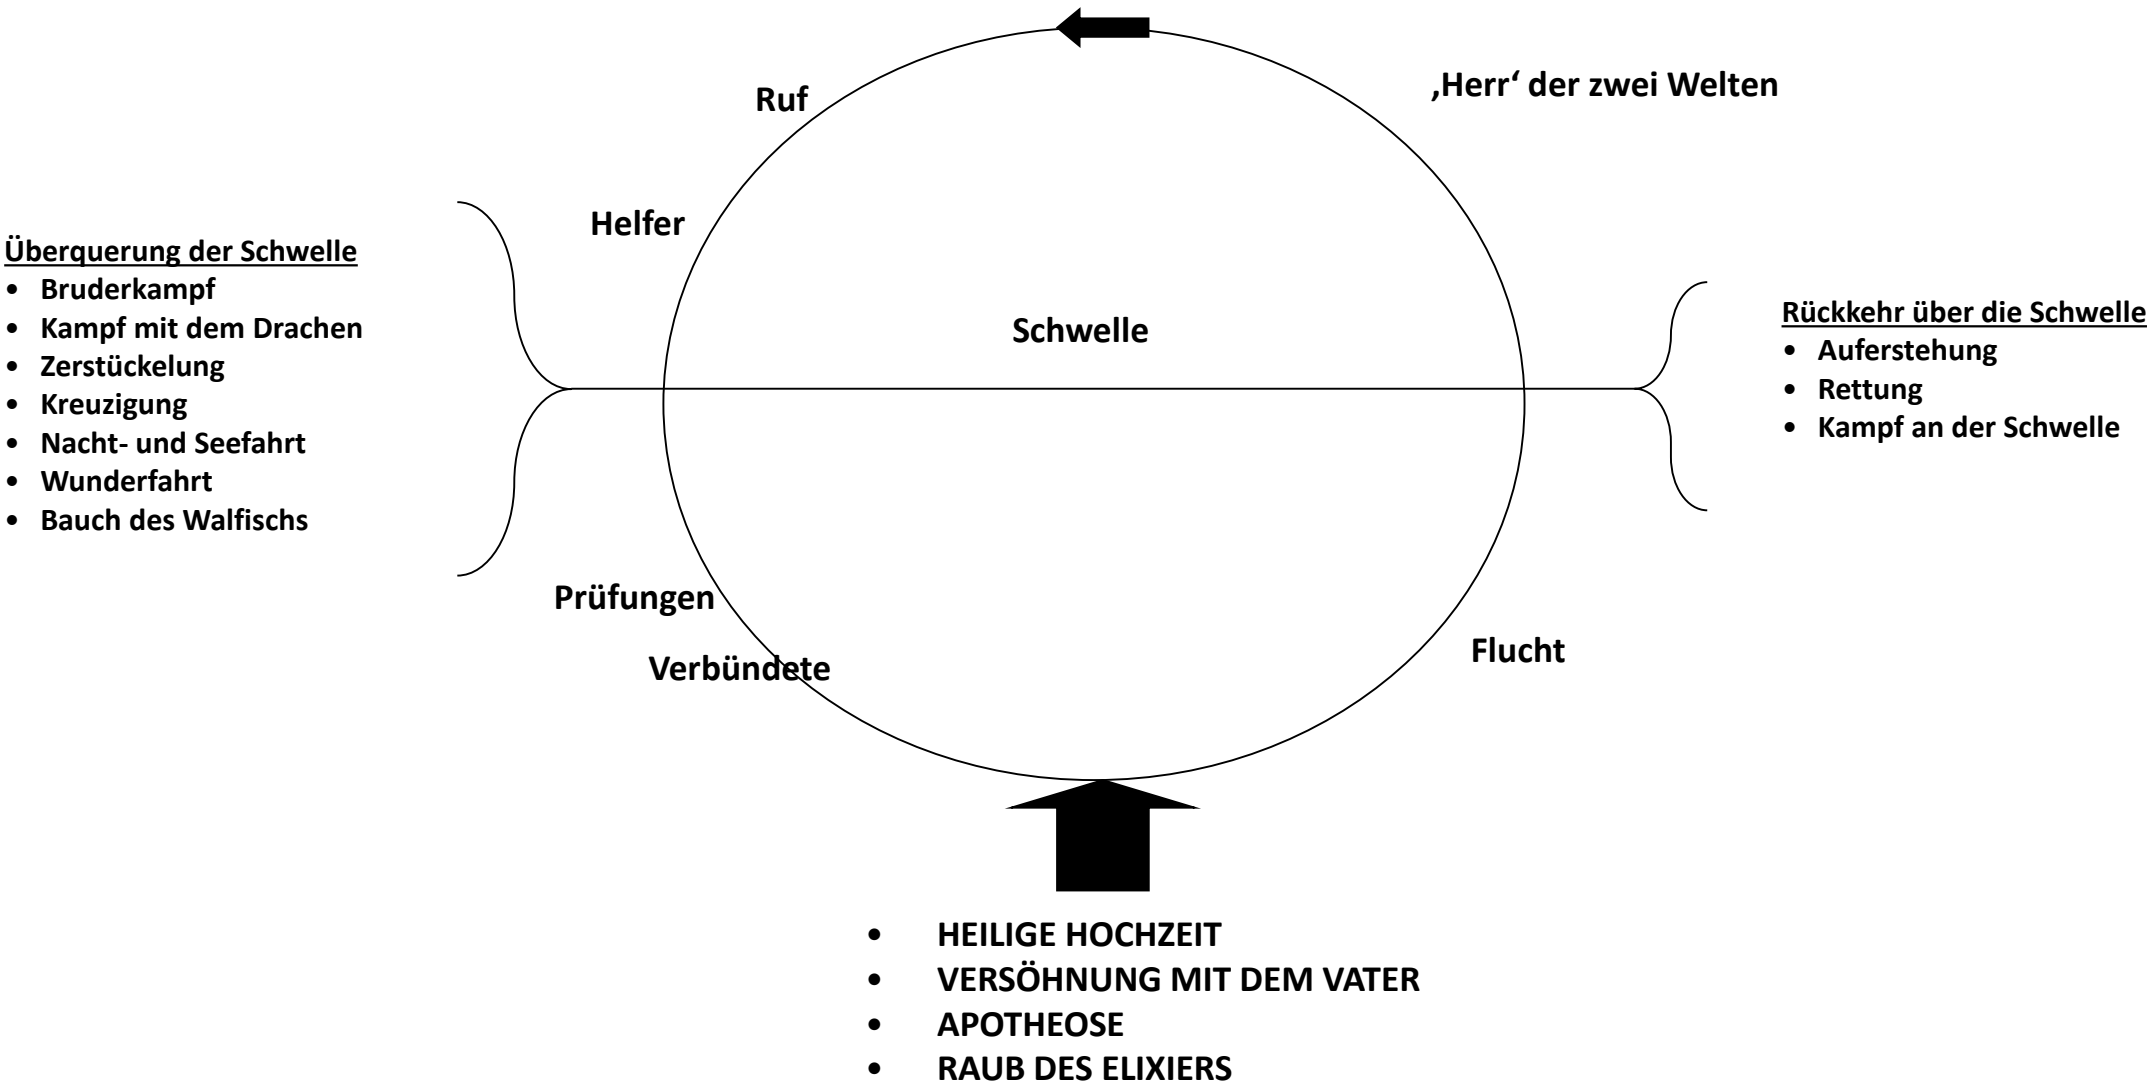 Ruf
‚Herr‘ der zwei Welten
Helfer
Überquerung der Schwelle
• Bruderkampf
• Kampf mit dem Drachen
• Zerstückelung
• Kreuzigung
• Nacht- und Seefahrt
• Wunderfahrt
• Bauch des Walfischs
Schwelle
Rückkehr über die Schwelle
• Auferstehung
• Rettung
• Kampf an der Schwelle
Prüfungen
Verbündete
Flucht
• HEILIGE HOCHZEIT
• VERSÖHNUNG MIT DEM VATER
• APOTHEOSE
• RAUB DES ELIXIERS